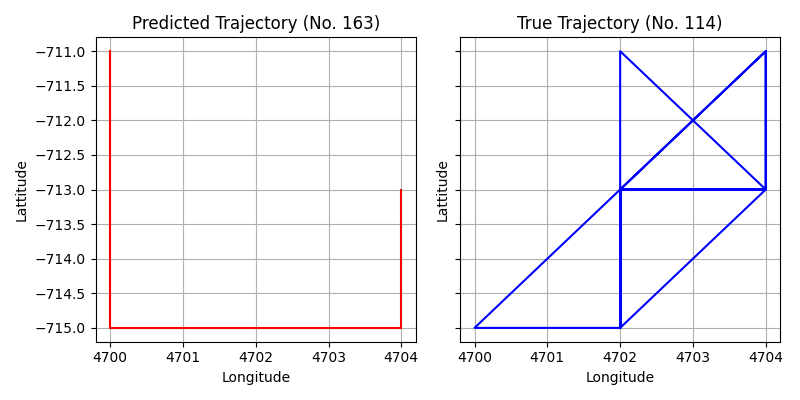 Predicted Trajectory (No. 163)
True Trajectory (No. 114)
−711.0
−711.5
−712.0
−712.5
−713.0
−713.5
−714.0
−714.5
−715.0
Lattitude
Lattitude
4700 4701 4702 4703 4704
4700 4701 4702 4703 4704
Longitude
Longitude